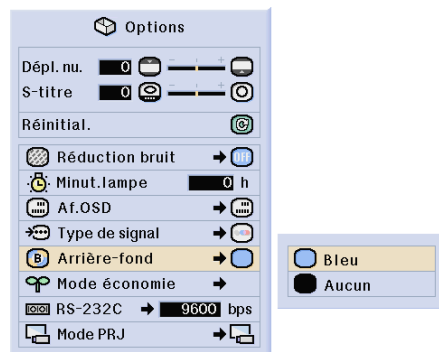 Options
Dépl. nu. 0 - +
S-titre 0 - +
Réinitial.
Réduction bruit OFF
Minut.lampe 0 h
Af.OSD
Type de signal
B Arrière-fond
Mode économie
RS-232C 9600 bps
Mode PRJ
Bleu
Aucun